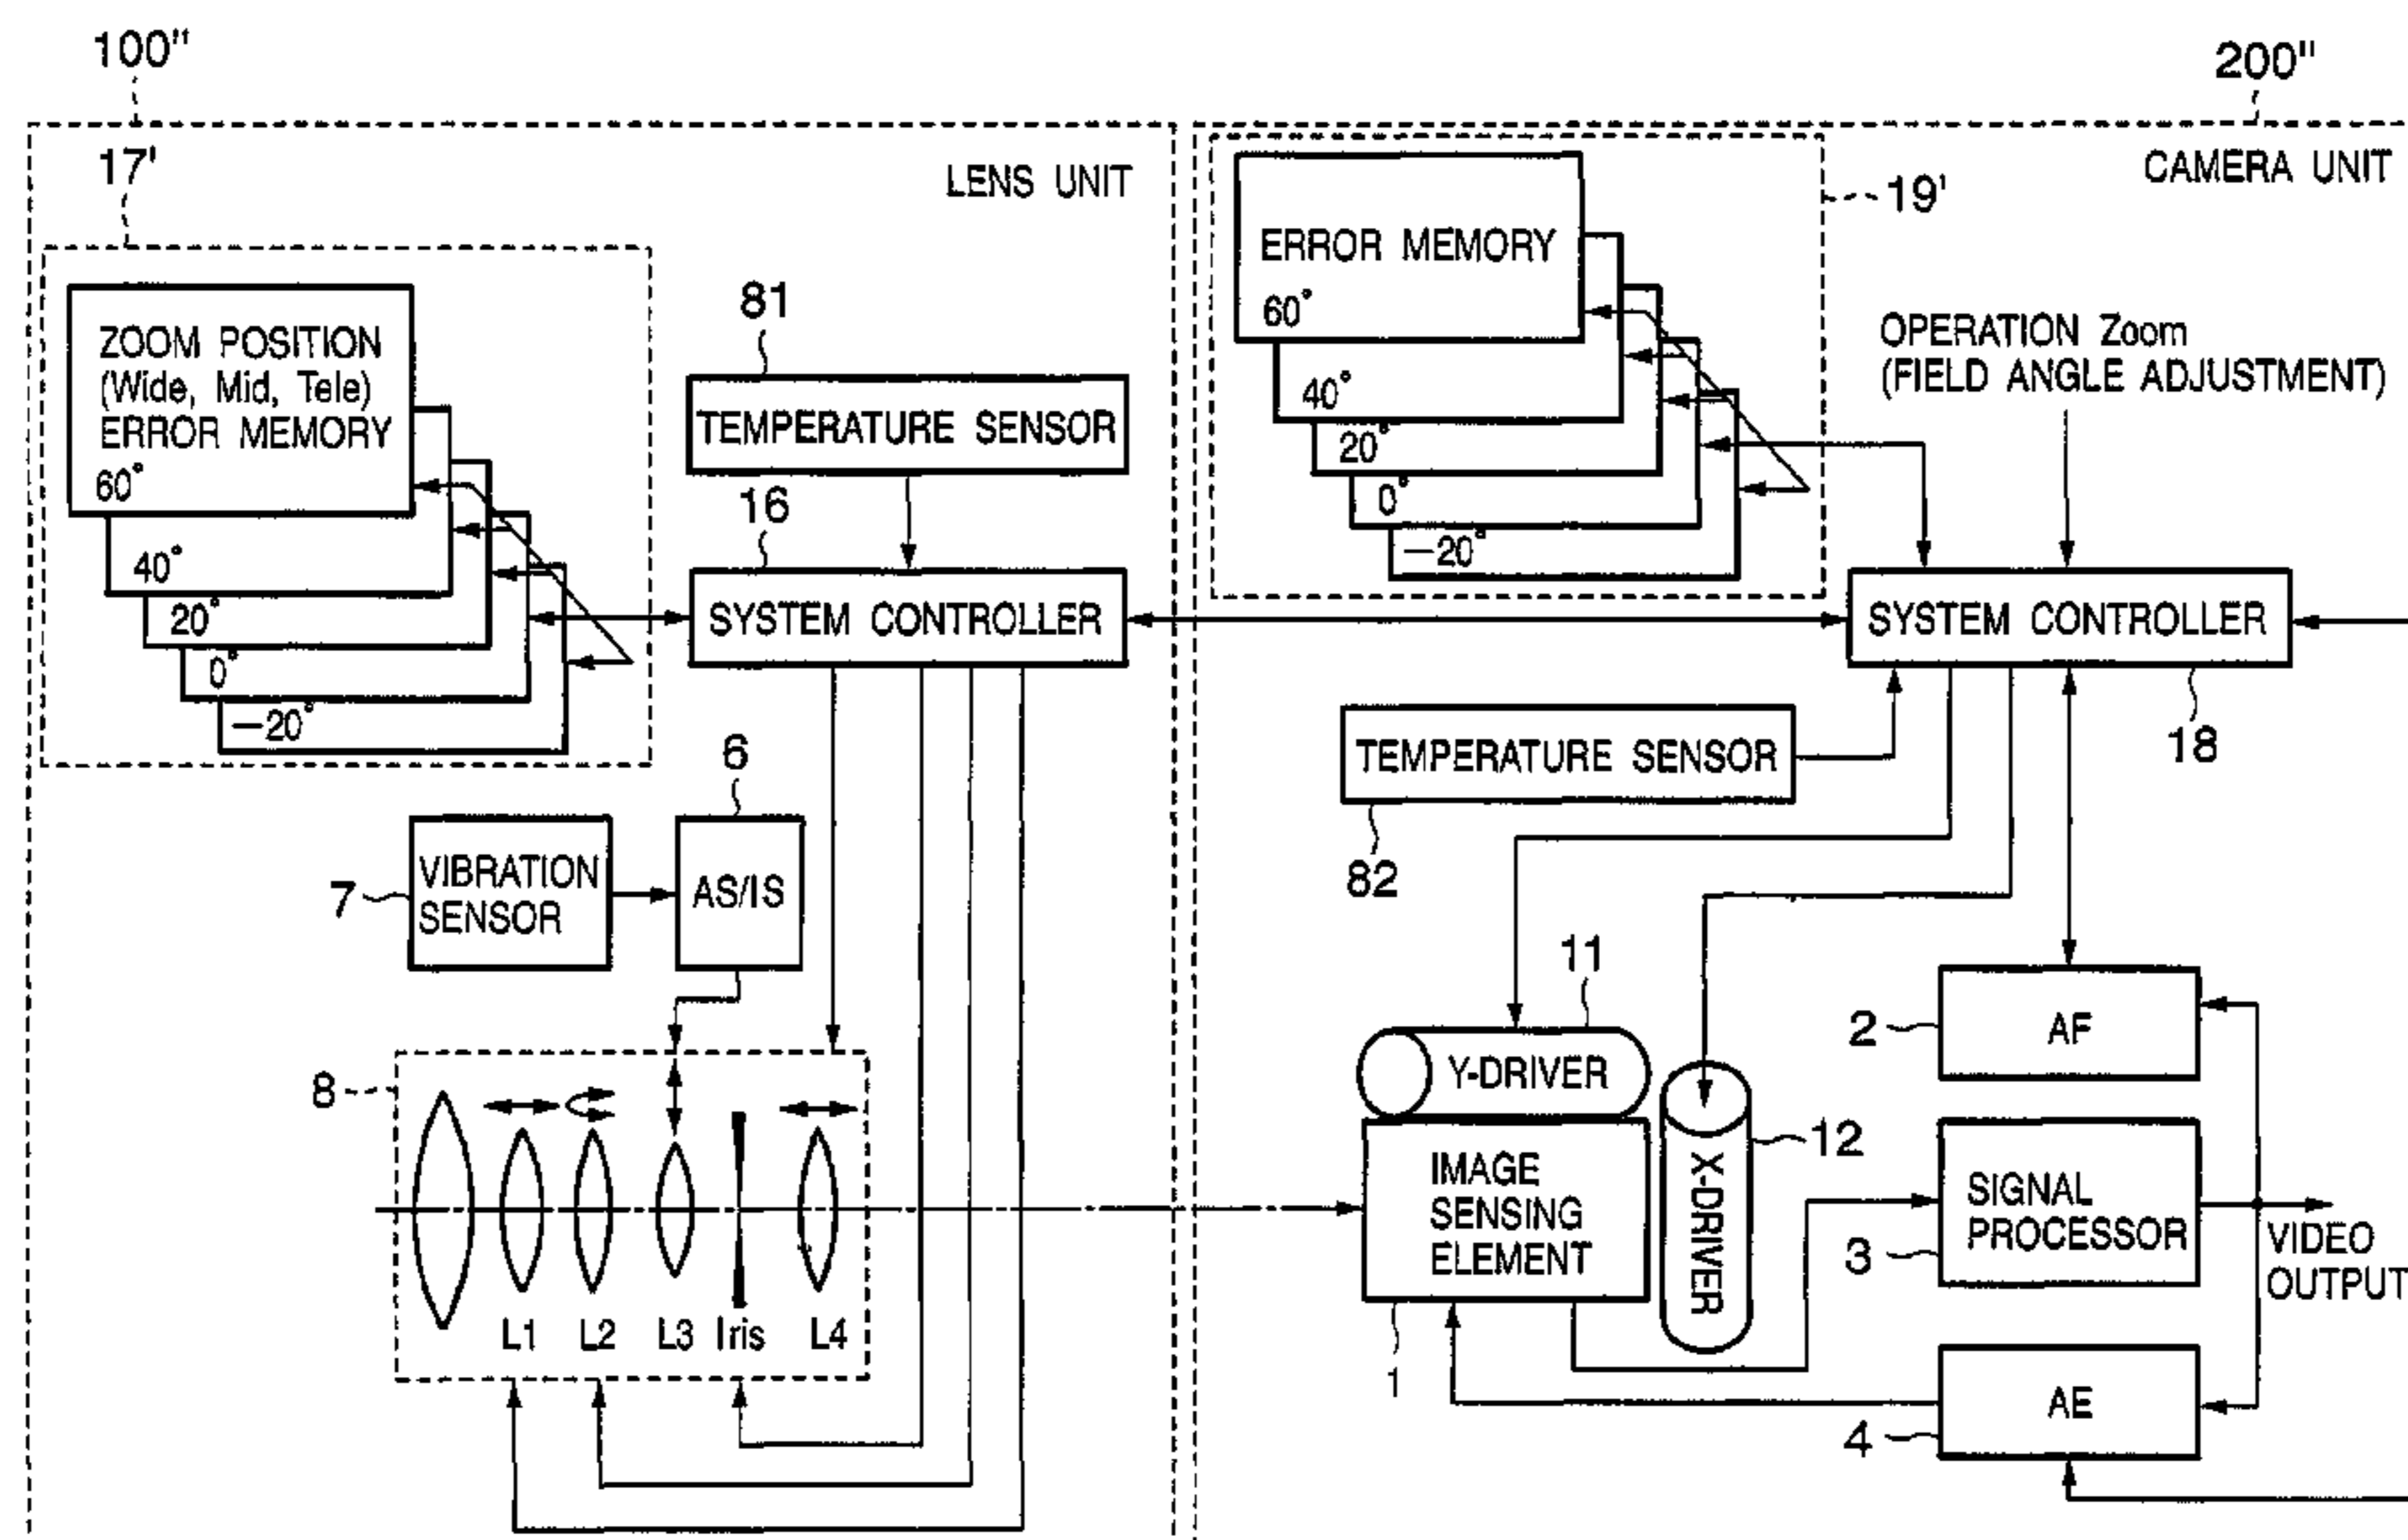 100"
200"
17'
LENS UNIT
CAMERA UNIT
19'
ZOOM POSITION
(Wide, Mid, Tele)
ERROR MEMORY
60°
40°
20°
0°
—20°
81
TEMPERATURE SENSOR
16
SYSTEM CONTROLLER
ERROR MEMORY
60°
40°
20°
0°
—20°
OPERATION Zoom
(FIELD ANGLE ADJUSTMENT)
SYSTEM CONTROLLER
18
TEMPERATURE SENSOR
82
6
7
VIBRATION
SENSOR
AS/IS
8
L1
L2
L3
Iris
L4
11
Y-DRIVER
12
X-DRIVER
IMAGE
SENSING
ELEMENT
1
2
AF
3
SIGNAL
PROCESSOR
VIDEO
OUTPUT
4
AE